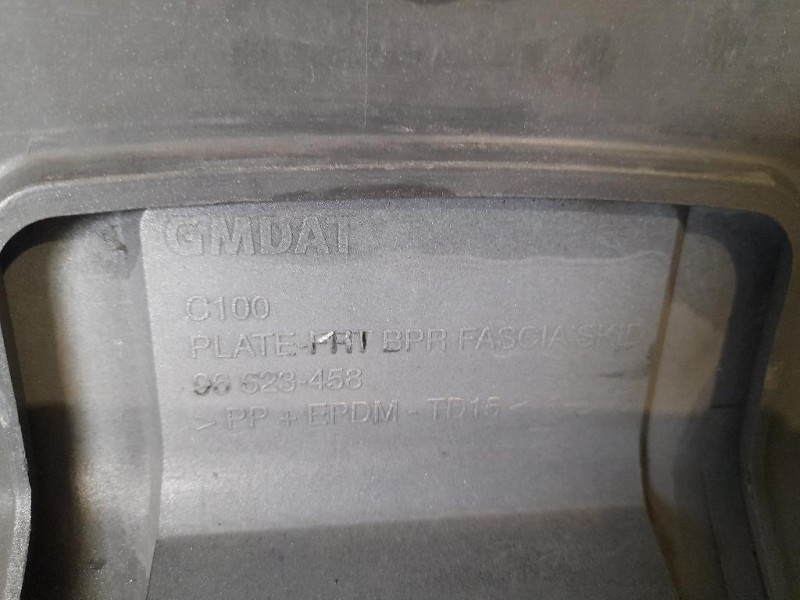 GMDAT
C100
PLATE-FRT BPR FASCIA SKID
96 623 458
> PP + EPDM - TD15 <